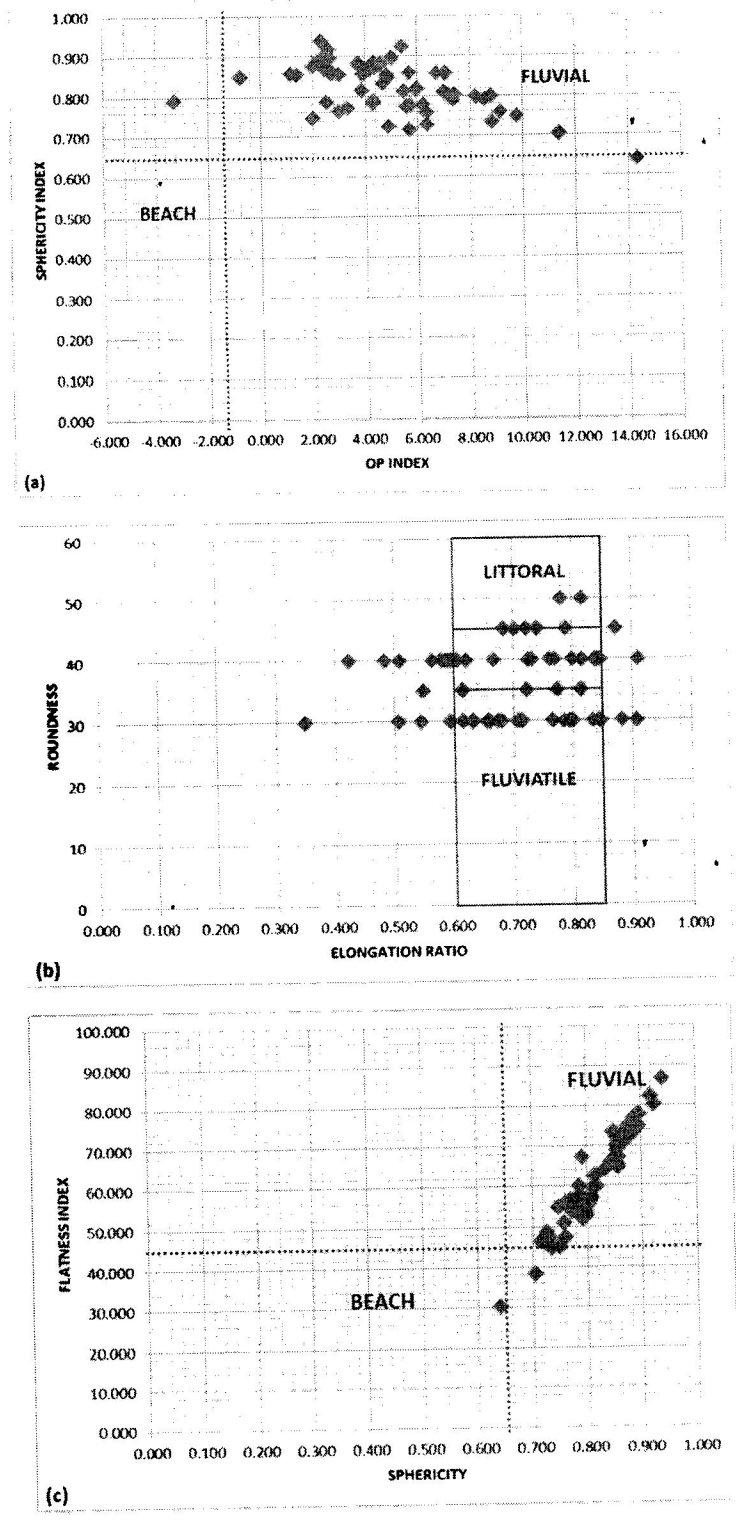 1.000
0.900
0.800
0.700
0.600
0.500
0.400
0.300
0.200
0.100
0.000
SPHERICITY INDEX
FLUVIAL
BEACH
-6.000 -4.000 -2.000 0.000 2.000 4.000 6.000 8.000 10.000 12.000 14.000 16.000
OP INDEX
(a)
60
50
40
30
20
10
0
ROUNDNESS
LITTORAL
FLUVIATILE
0.000 0.100 0.200 0.300 0.400 0.500 0.600 0.700 0.800 0.900 1.000
ELONGATION RATIO
(b)
100.000
90.000
80.000
70.000
60.000
50.000
40.000
30.000
20.000
10.000
0.000
FLATNESS INDEX
FLUVIAL
BEACH
0.000 0.100 0.200 0.300 0.400 0.500 0.600 0.700 0.800 0.900 1.000
SPHERICITY
(c)